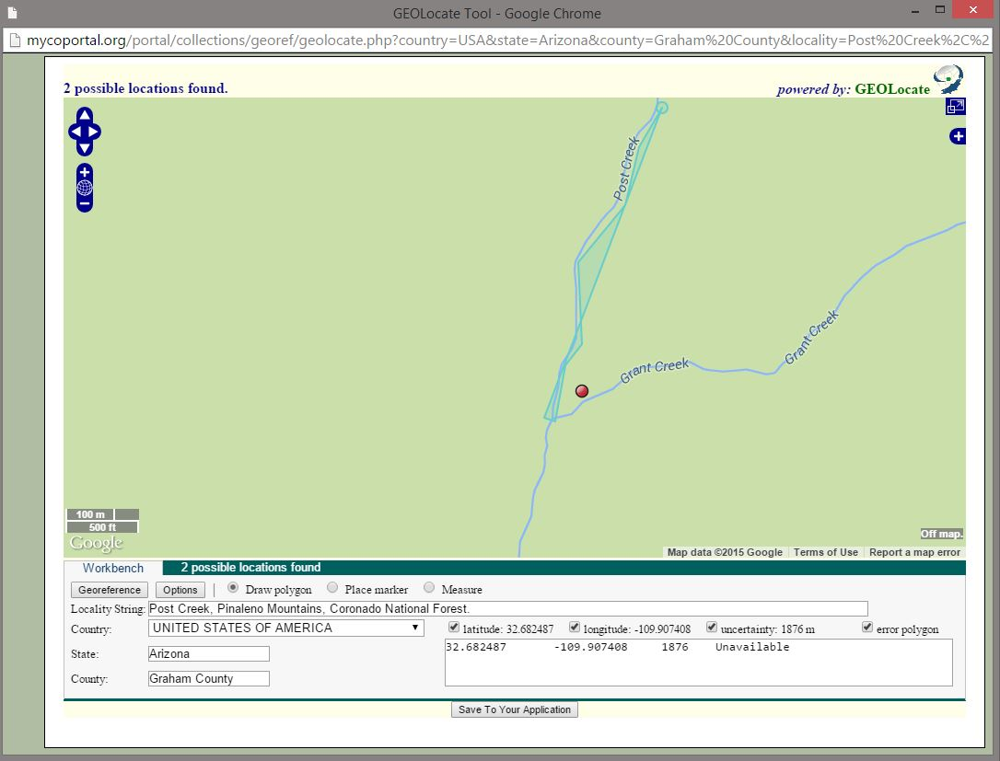 GEOLocate Tool - Google Chrome
mycoportal.org/portal/collections/georef/geolocate.php?country=USA&state=Arizona&county=Graham%20County&locality=Post%20Creek%2C%2
2 possible locations found.
powered by: GEOLocate
Post Creek
Grant Creek
Grant Creek
100 m
500 ft
Google
Off map.
Map data ©2015 Google
Terms of Use
Report a map error
Workbench
2 possible locations found
Georeference Options | Draw polygon Place marker Measure
Locality String: Post Creek, Pinaleno Mountains, Coronado National Forest.
Country: UNITED STATES OF AMERICA
latitude: 32.682487 longitude: -109.907408 uncertainty: 1876 m error polygon
32.682487 -109.907408 1876 Unavailable
State: Arizona
County: Graham County
Save To Your Application